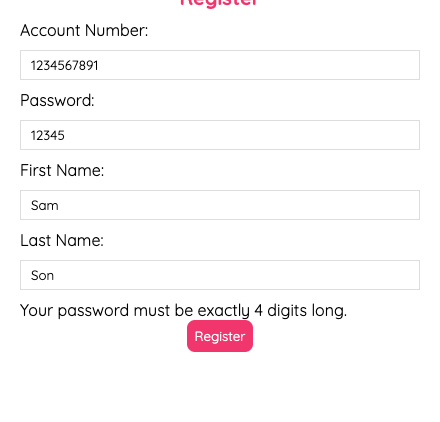 Register
Account Number:
1234567891
Password:
12345
First Name:
Sam
Last Name:
Son
Your password must be exactly 4 digits long.
Register